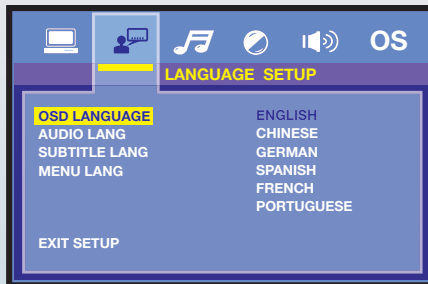 OS
LANGUAGE SETUP
OSD LANGUAGE ENGLISH
AUDIO LANG CHINESE
SUBTITLE LANG GERMAN
MENU LANG SPANISH
FRENCH
PORTUGUESE
EXIT SETUP